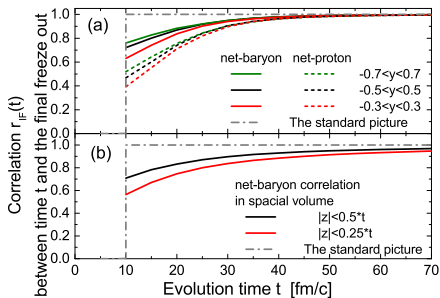 Correlation r_IF(t)
between time t and the final freeze out
(a)
1.0
0.8
0.6
0.4
0.2
0.0
net-baryon net-proton
-0.7<y<0.7
-0.5<y<0.5
-0.3<y<0.3
The standard picture
(b)
1.0
0.8
0.6
0.4
0.2
0.0
net-baryon correlation
in spacial volume
|z|<0.5*t
|z|<0.25*t
The standard picture
0 10 20 30 40 50 60 70
Evolution time t [fm/c]